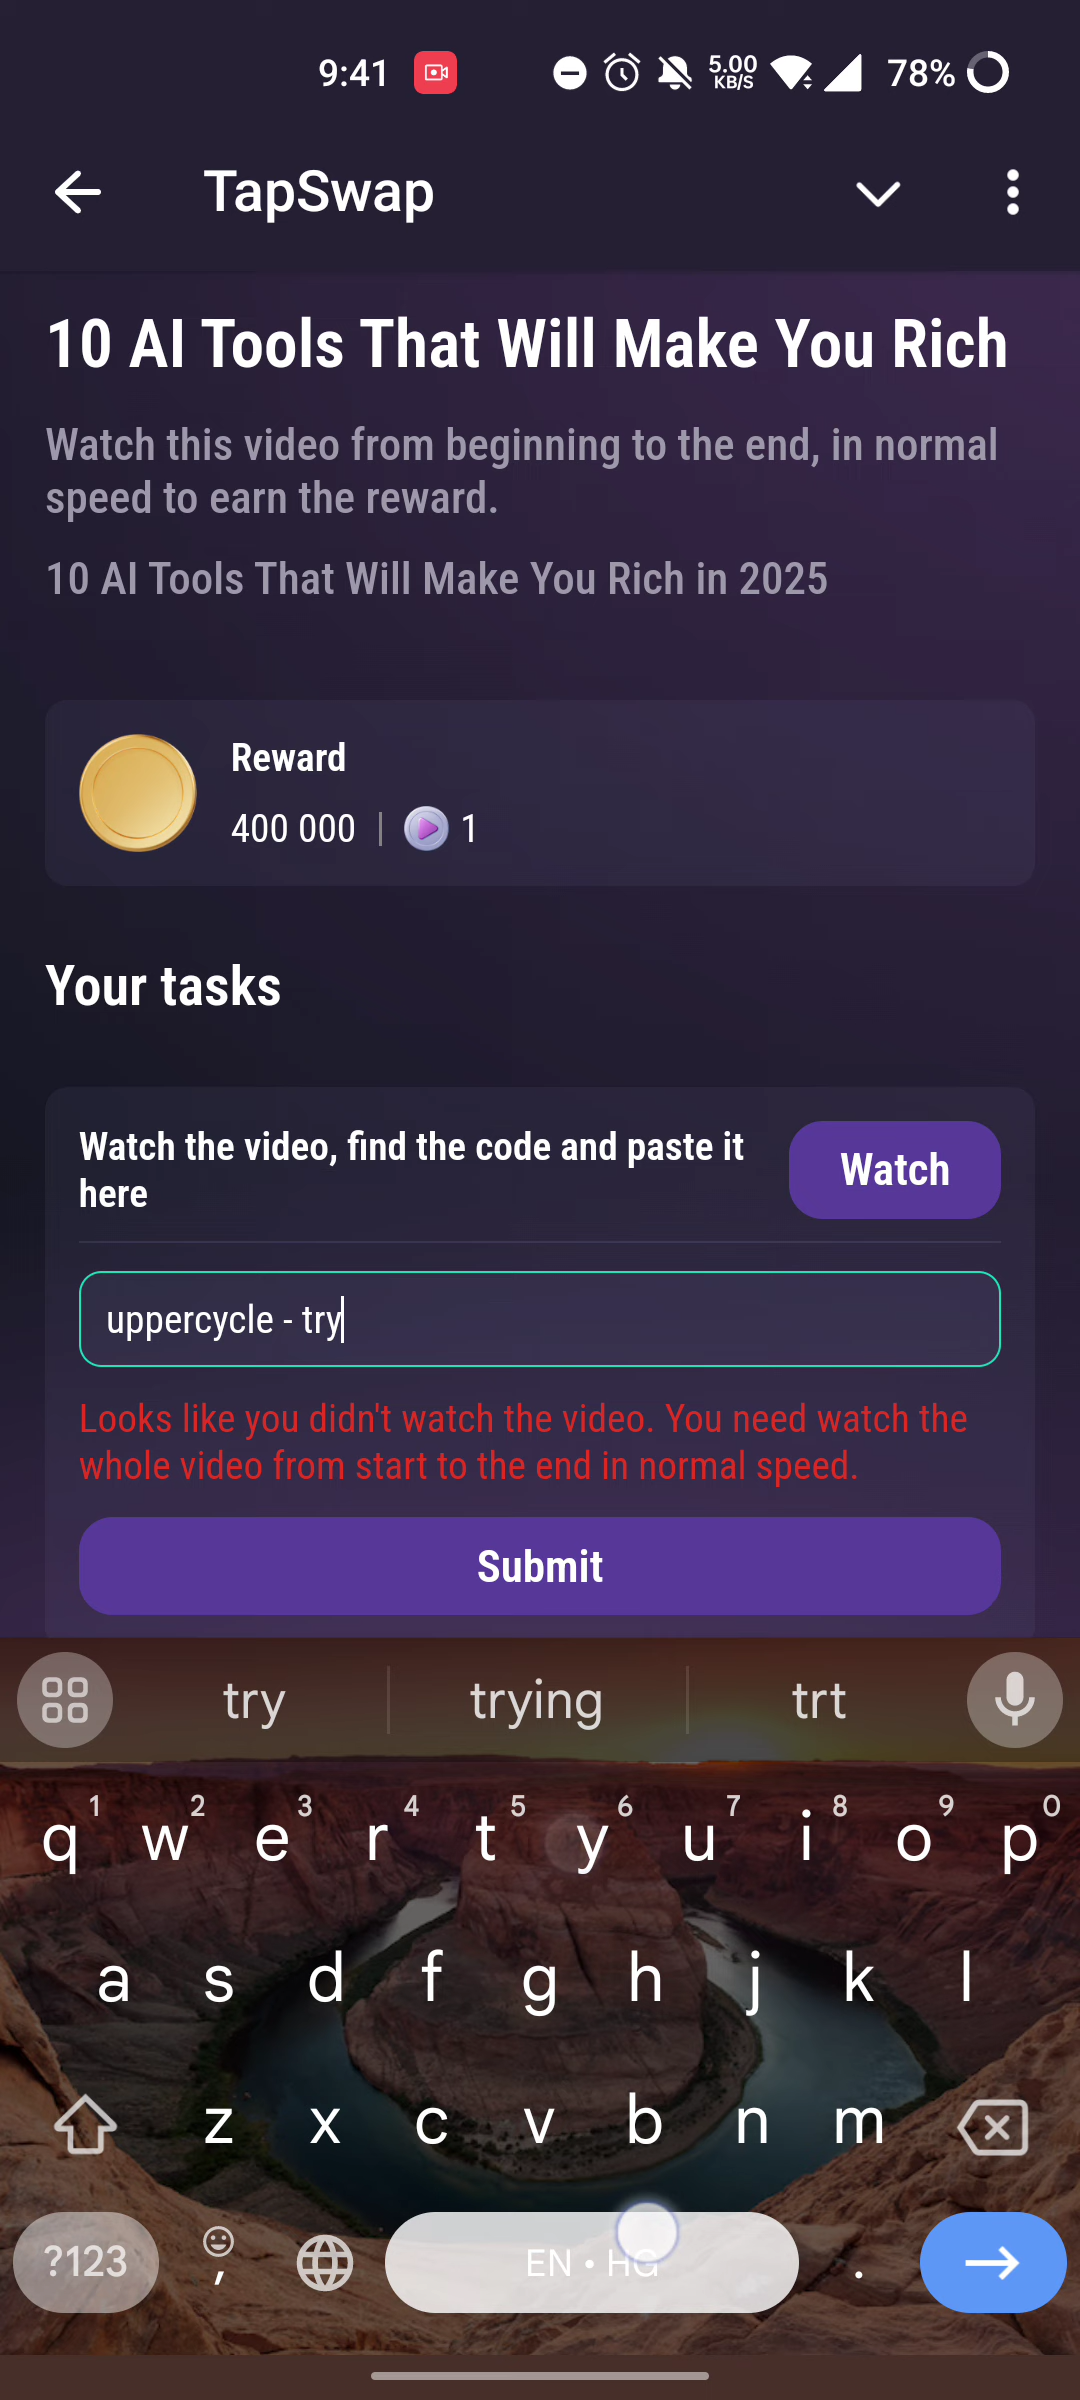 9:41 5.00 KB/S 78%
TapSwap
10 AI Tools That Will Make You Rich
Watch this video from beginning to the end, in normal
speed to earn the reward.
10 AI Tools That Will Make You Rich in 2025
Reward
400 000 | 1
Your tasks
Watch the video, find the code and paste it
here
Watch
uppercycle - try
Looks like you didn't watch the video. You need watch the
whole video from start to the end in normal speed.
Submit
try trying trt
1 2 3 4 5 6 7 8 9 0
q w e r t y u i o p
a s d f g h j k l
z x c v b n m
?123 , EN • HG .